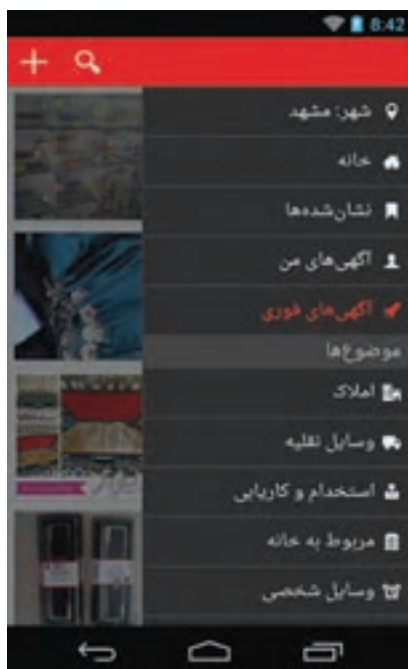 8:42
شهر: مشهد
خانه
نشان‌شده‌ها
آگهی‌های من
آگهی‌های فوری
موضوع‌ها
املاک
وسایل نقلیه
استخدام و کاریابی
مربوط به خانه
وسایل شخصی